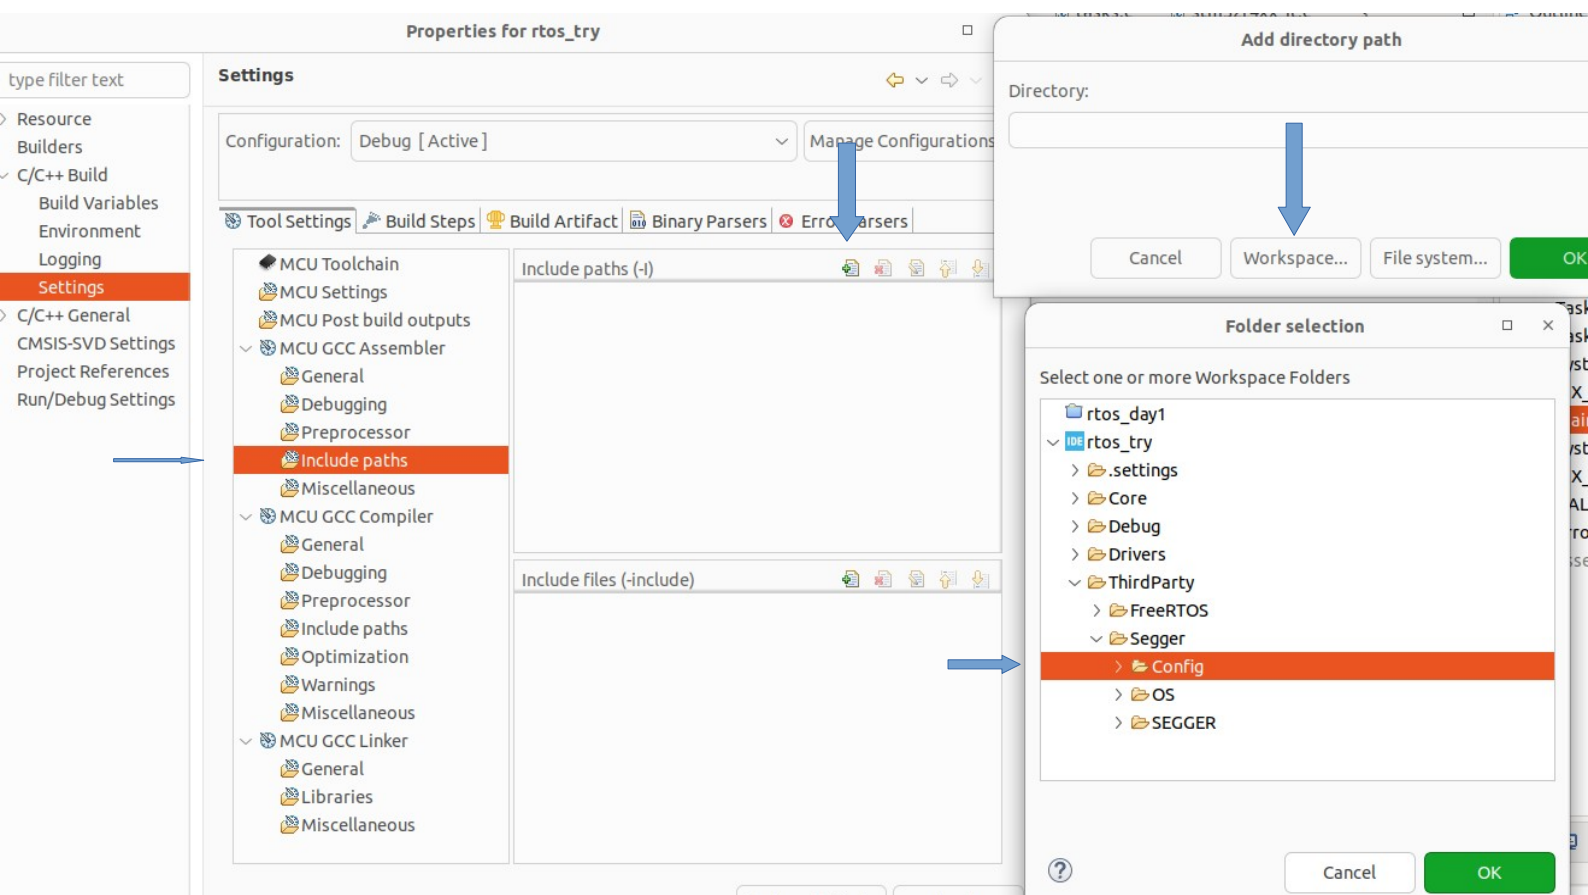 Properties for rtos_try
type filter text
Resource
Builders
C/C++ Build
Build Variables
Environment
Logging
Settings
C/C++ General
CMSIS-SVD Settings
Project References
Run/Debug Settings
Settings
Configuration:
Debug [ Active ]
Manage Configurations
Tool Settings
Build Steps
Build Artifact
Binary Parsers
MCU Toolchain
MCU Settings
MCU Post build outputs
MCU GCC Assembler
General
Debugging
Preprocessor
Include paths
Miscellaneous
MCU GCC Compiler
General
Debugging
Preprocessor
Include paths
Optimization
Warnings
Miscellaneous
MCU GCC Linker
General
Libraries
Miscellaneous
Include paths (-I)
Include files (-include)
Add directory path
Directory:
Cancel
Workspace...
File system...
OK
Folder selection
Select one or more Workspace Folders
rtos_day1
IDE rtos_try
.settings
Core
Debug
Drivers
ThirdParty
FreeRTOS
Segger
Config
OS
SEGGER
Cancel
OK